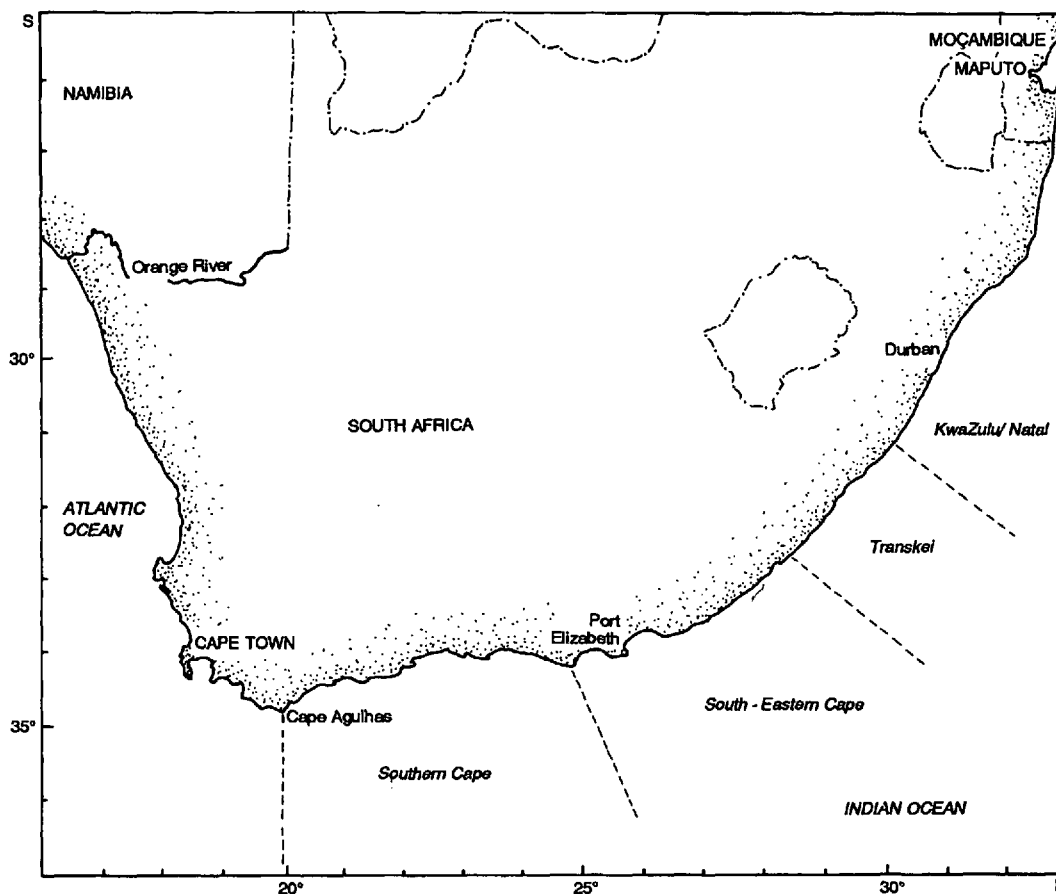 S
MOÇAMBIQUE
MAPUTO
NAMIBIA
Orange River
30°
Durban
SOUTH AFRICA
KwaZulu/ Natal
ATLANTIC
OCEAN
Transkei
Port
Elizabeth
CAPE TOWN
South - Eastern Cape
Cape Agulhas
35°
Southern Cape
INDIAN OCEAN
20°
25°
30°